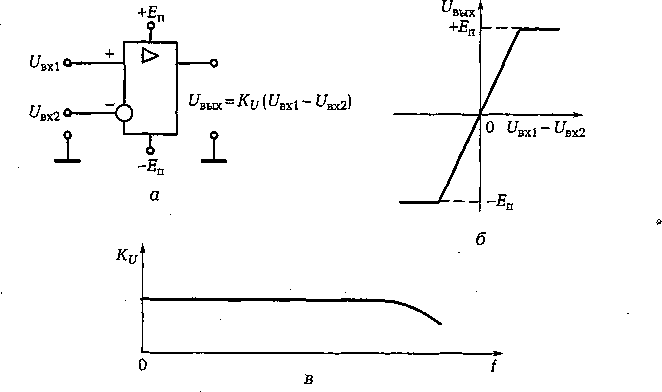 +Eп
Uвх1
+
Uвх2
−
Uвых=KU (Uвх1−Uвх2)
−Eп
а
Uвых
+Eп
0 Uвх1−Uвх2
−Eп
б
KU
0
f
в